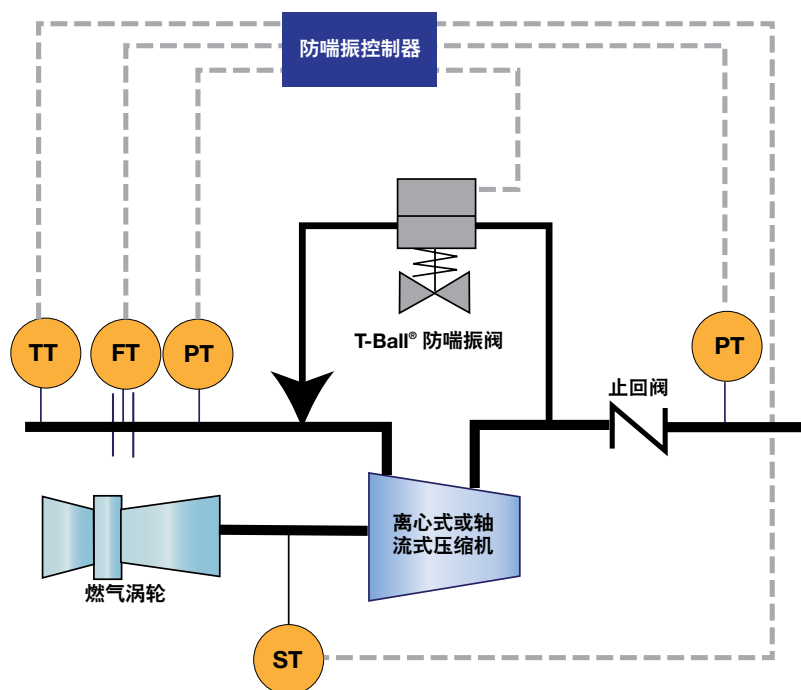 防喘振控制器
T-Ball® 防喘振阀
TT
FT
PT
PT
止回阀
离心式或轴
流式压缩机
燃气涡轮
ST